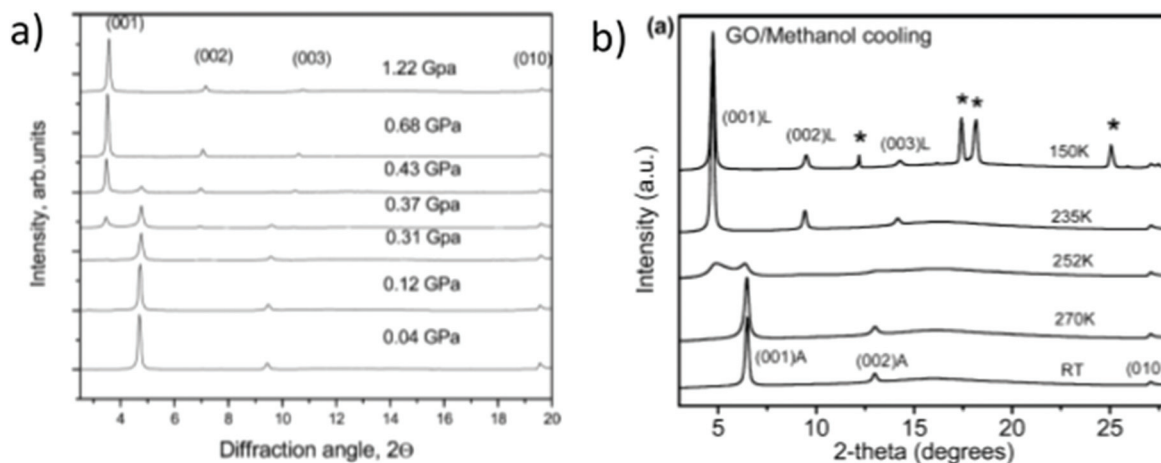 a)
(001)
(002)
(003)
(010)
1.22 Gpa
0.68 GPa
0.43 GPa
0.37 Gpa
0.31 Gpa
0.12 GPa
0.04 GPa
Intensity, arb.units
4 6 8 10 12 14 16 18 20
Diffraction angle, 2Θ
b)
(a)
GO/Methanol cooling
(001)L
(002)L
*
(003)L
* *
*
150K
235K
252K
270K
(001)A
(002)A
RT
(010
Intensity (a.u.)
5 10 15 20 25
2-theta (degrees)